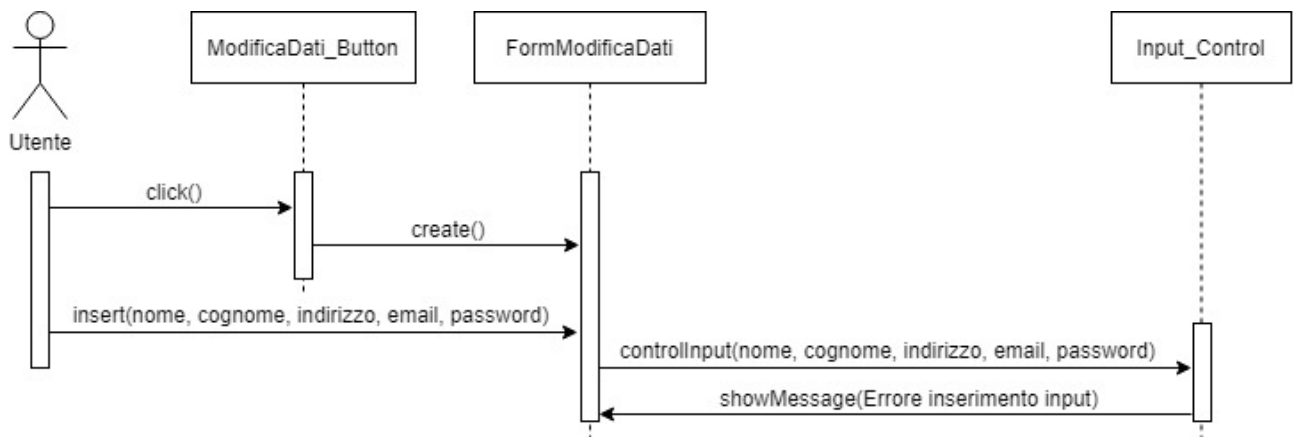 ModificaDati_Button
FormModificaDati
Input_Control
Utente
click()
create()
insert(nome, cognome, indirizzo, email, password)
controlInput(nome, cognome, indirizzo, email, password)
showMessage(Errore inserimento input)